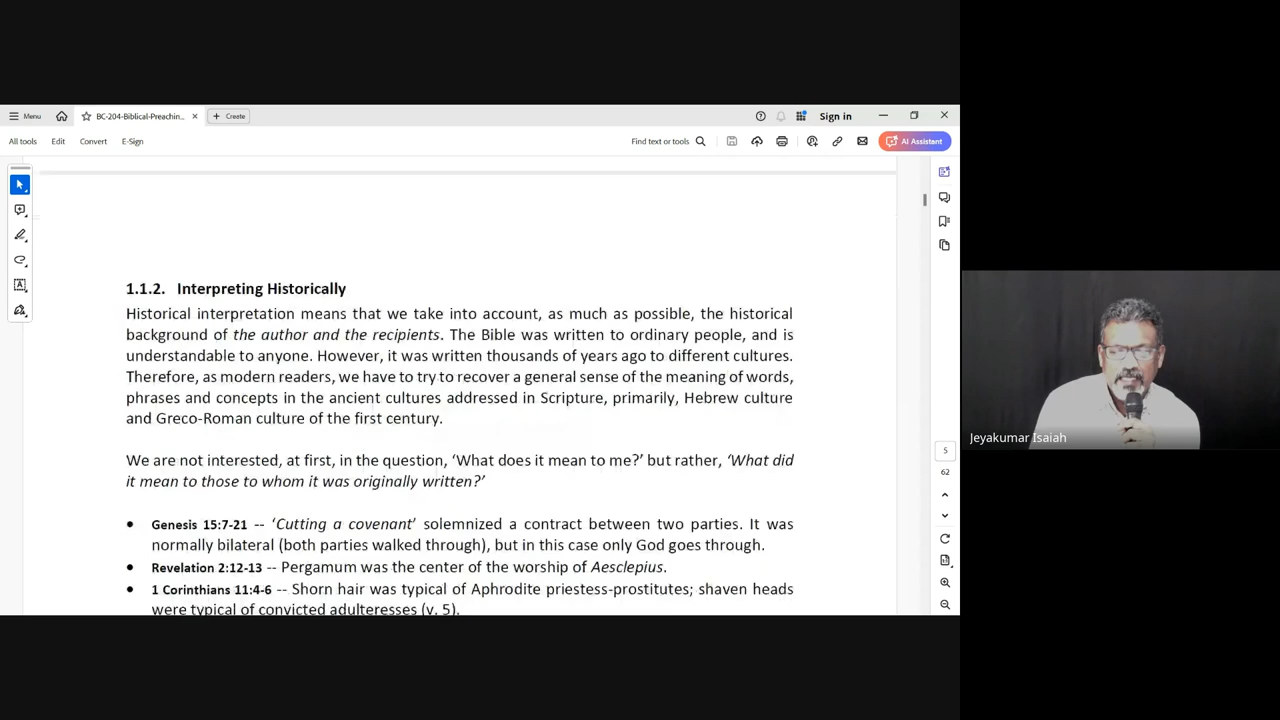 Menu
BC-204-Biblical-Preachin...
Create
Sign in
All tools
Edit
Convert
E-Sign
Find text or tools
AI Assistant
1.1.2. Interpreting Historically
Historical interpretation means that we take into account, as much as possible, the historical
background of the author and the recipients. The Bible was written to ordinary people, and is
understandable to anyone. However, it was written thousands of years ago to different cultures.
Therefore, as modern readers, we have to try to recover a general sense of the meaning of words,
phrases and concepts in the ancient cultures addressed in Scripture, primarily, Hebrew culture
and Greco-Roman culture of the first century.
We are not interested, at first, in the question, ‘What does it mean to me?’ but rather, ‘What did
it mean to those to whom it was originally written?’
• Genesis 15:7-21 -- ‘Cutting a covenant’ solemnized a contract between two parties. It was
normally bilateral (both parties walked through), but in this case only God goes through.
• Revelation 2:12-13 -- Pergamum was the center of the worship of Aesclepius.
• 1 Corinthians 11:4-6 -- Shorn hair was typical of Aphrodite priestess-prostitutes; shaven heads
were typical of convicted adulteresses (v. 5).
5
62
Jeyakumar Isaiah